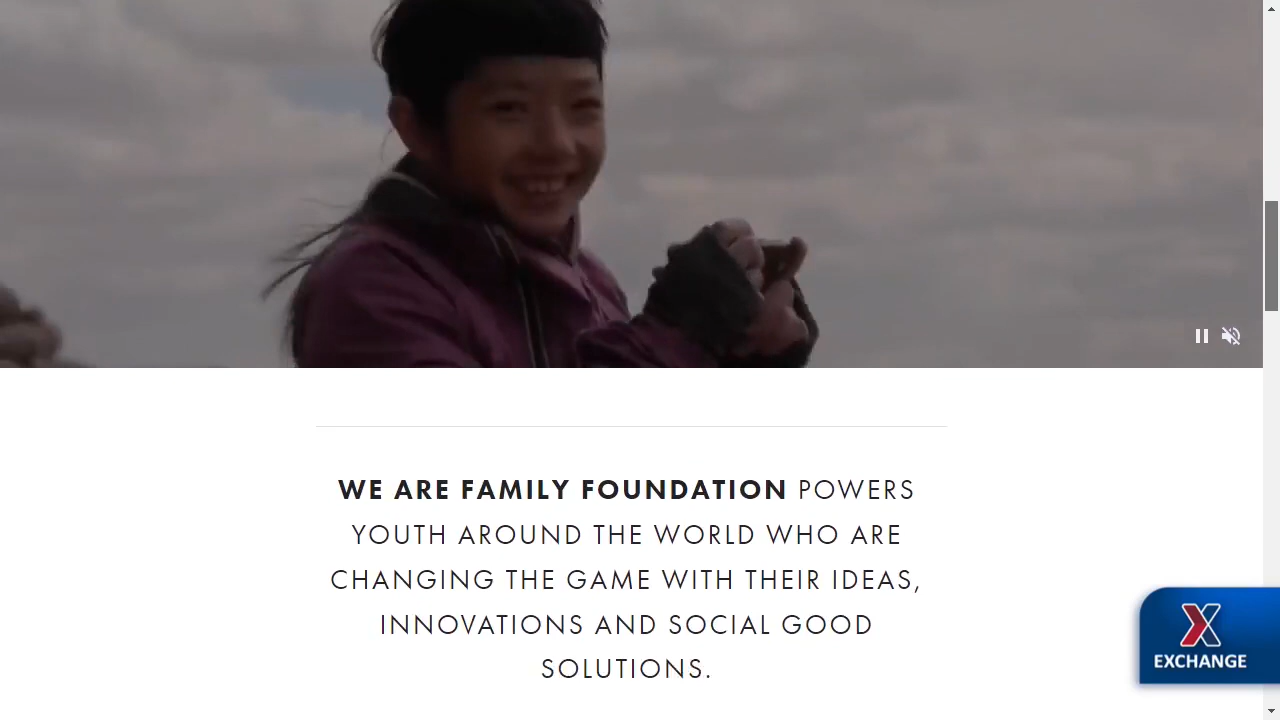 WE ARE FAMILY FOUNDATION POWERS
YOUTH AROUND THE WORLD WHO ARE
CHANGING THE GAME WITH THEIR IDEAS,
INNOVATIONS AND SOCIAL GOOD
SOLUTIONS.
X
EXCHANGE